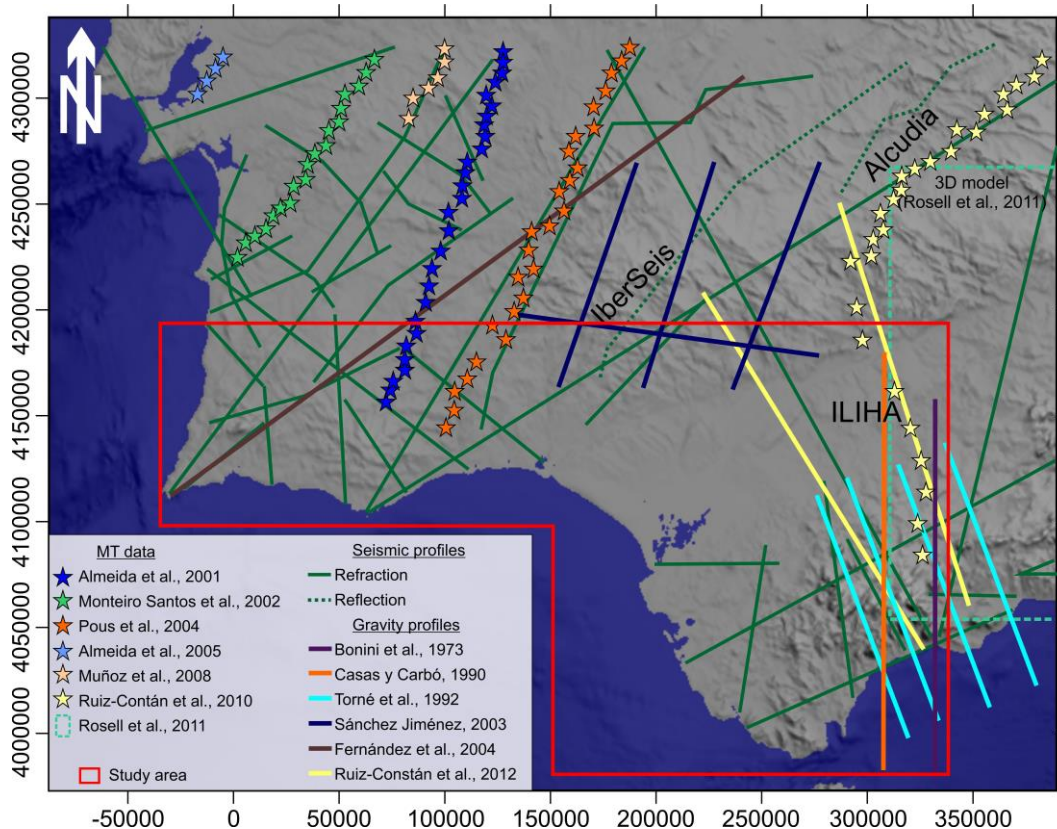 N
4300000
4250000
4200000
4150000
4100000
4050000
4000000
Alcudia
3D model
(Rosell et al., 2011)
IberSeis
ILIHA
MT data
Almeida et al., 2001
Monteiro Santos et al., 2002
Pous et al., 2004
Almeida et al., 2005
Muñoz et al., 2008
Ruiz-Contán et al., 2010
Rosell et al., 2011
Study area
Seismic profiles
Refraction
Reflection
Gravity profiles
Bonini et al., 1973
Casas y Carbó, 1990
Torné et al., 1992
Sánchez Jiménez, 2003
Fernández et al., 2004
Ruiz-Constán et al., 2012
-50000 0 50000 100000 150000 200000 250000 300000 350000